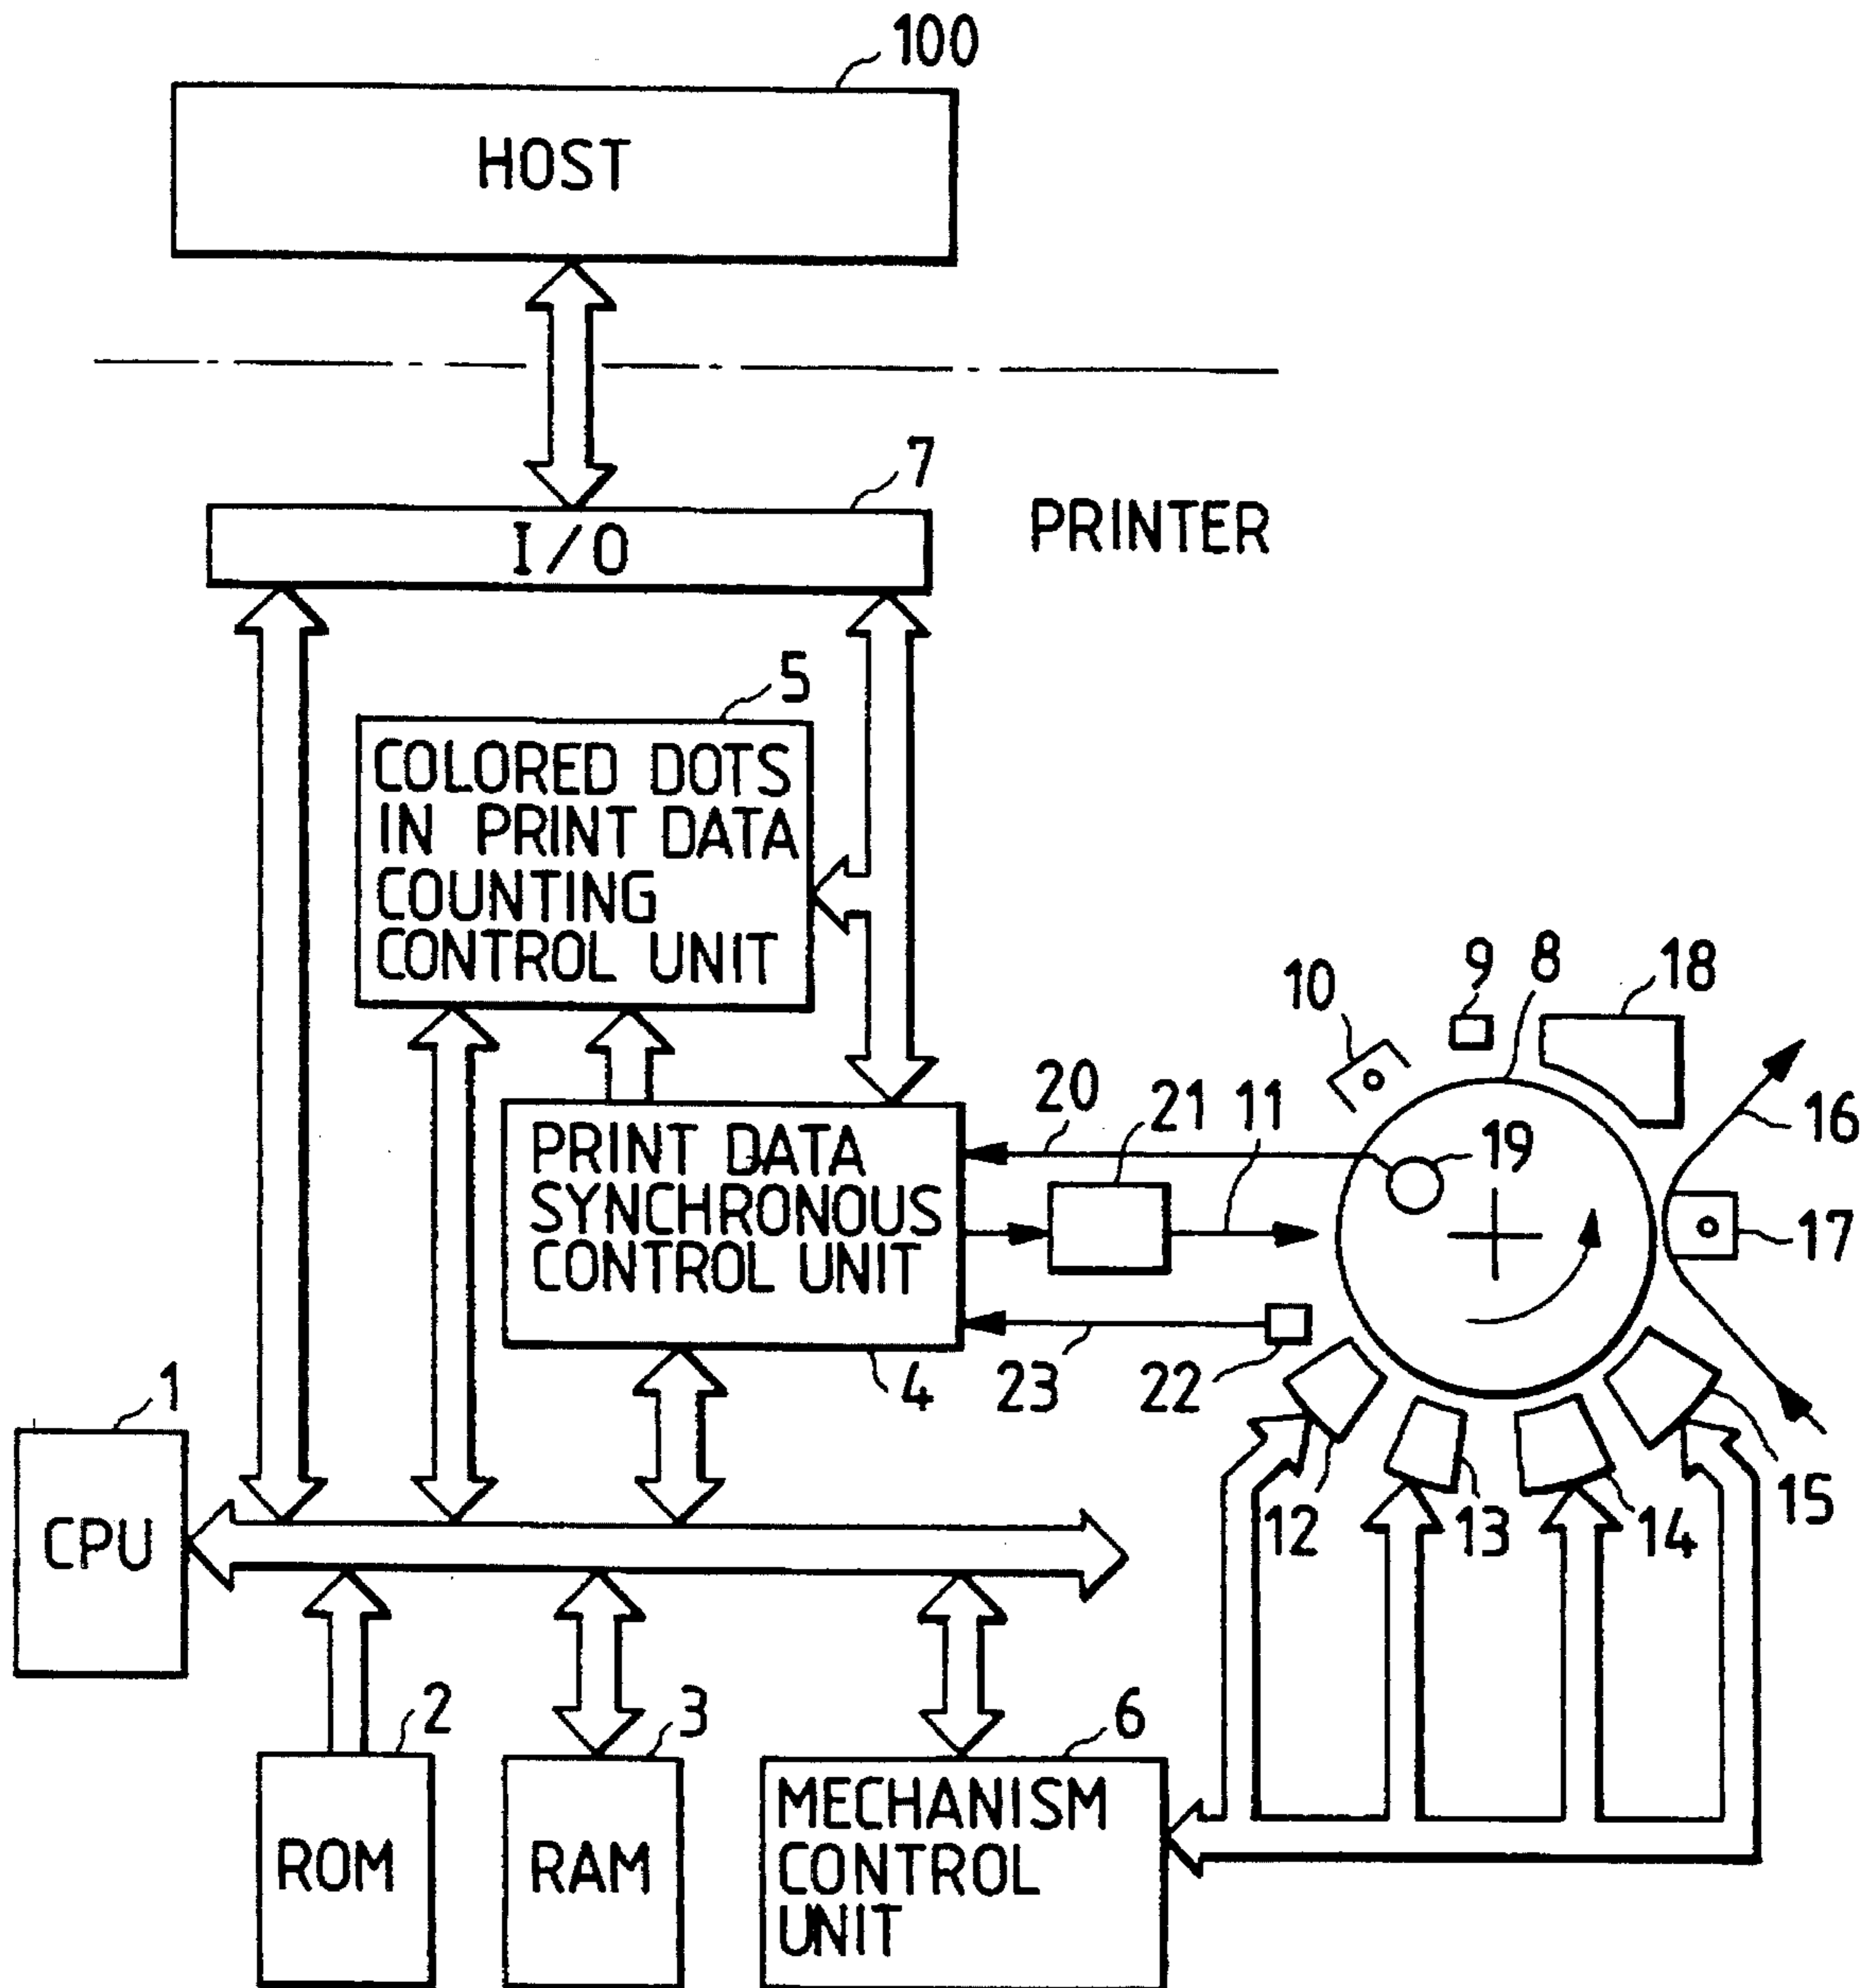 100
HOST
7
I/O
PRINTER
5
COLORED DOTS
IN PRINT DATA
COUNTING
CONTROL UNIT
10
9
8
18
20
21
11
19
16
PRINT DATA
SYNCHRONOUS
CONTROL UNIT
17
4
23
22
1
CPU
12
13
14
15
2
ROM
3
RAM
6
MECHANISM
CONTROL
UNIT